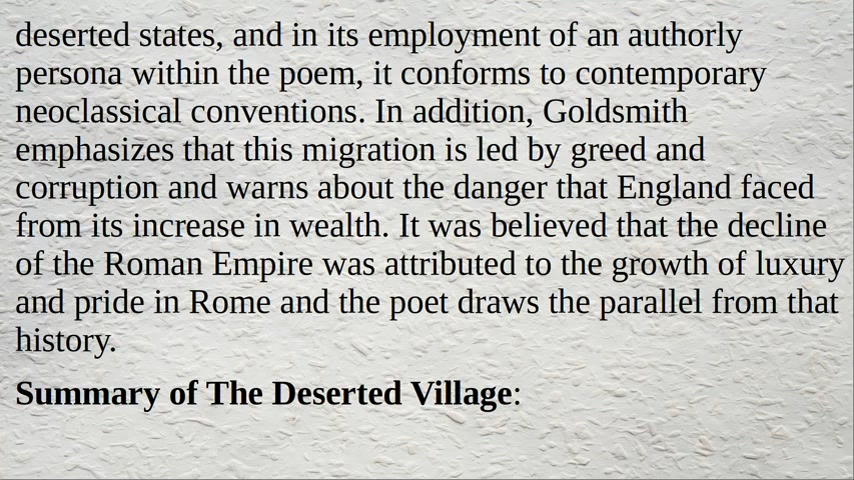 deserted states, and in its employment of an authorly
persona within the poem, it conforms to contemporary
neoclassical conventions. In addition, Goldsmith
emphasizes that this migration is led by greed and
corruption and warns about the danger that England faced
from its increase in wealth. It was believed that the decline
of the Roman Empire was attributed to the growth of luxury
and pride in Rome and the poet draws the parallel from that
history.
Summary of The Deserted Village: